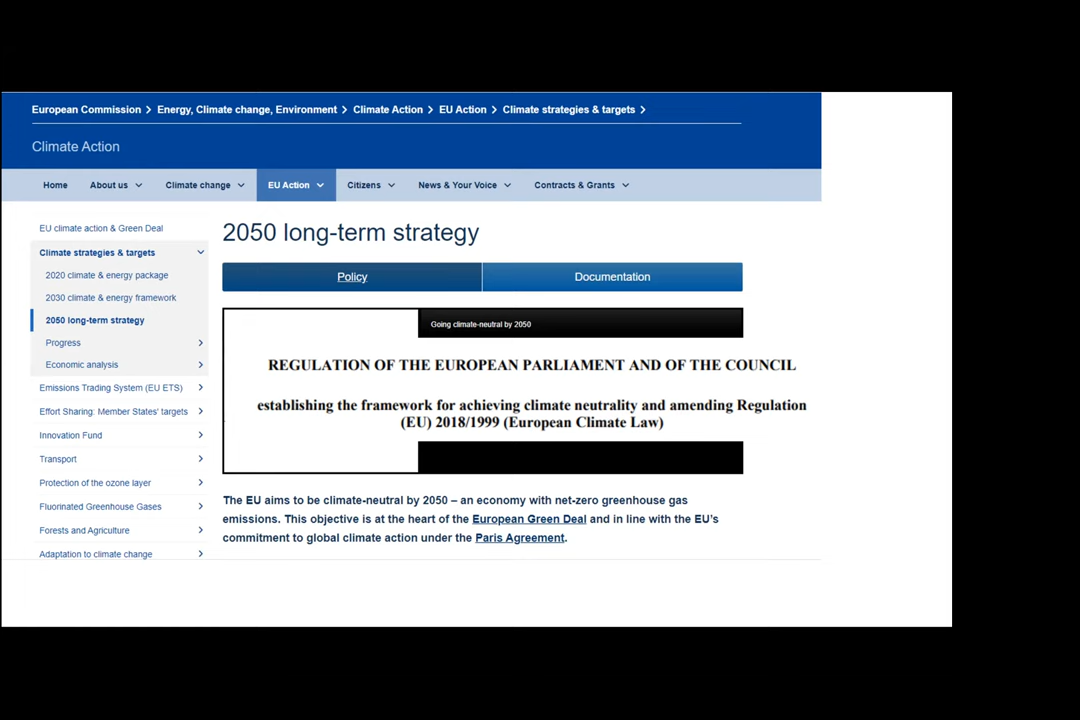 European Commission > Energy, Climate change, Environment > Climate Action > EU Action > Climate strategies & targets >
Climate Action
Home About us Climate change EU Action Citizens News & Your Voice Contracts & Grants
EU climate action & Green Deal
Climate strategies & targets
2020 climate & energy package
2030 climate & energy framework
2050 long-term strategy
Progress
Economic analysis
Emissions Trading System (EU ETS)
Effort Sharing: Member States' targets
Innovation Fund
Transport
Protection of the ozone layer
Fluorinated Greenhouse Gases
Forests and Agriculture
Adaptation to climate change
2050 long-term strategy
Policy Documentation
Going climate-neutral by 2050
REGULATION OF THE EUROPEAN PARLIAMENT AND OF THE COUNCIL
establishing the framework for achieving climate neutrality and amending Regulation
(EU) 2018/1999 (European Climate Law)
The EU aims to be climate-neutral by 2050 – an economy with net-zero greenhouse gas
emissions. This objective is at the heart of the European Green Deal and in line with the EU's
commitment to global climate action under the Paris Agreement.